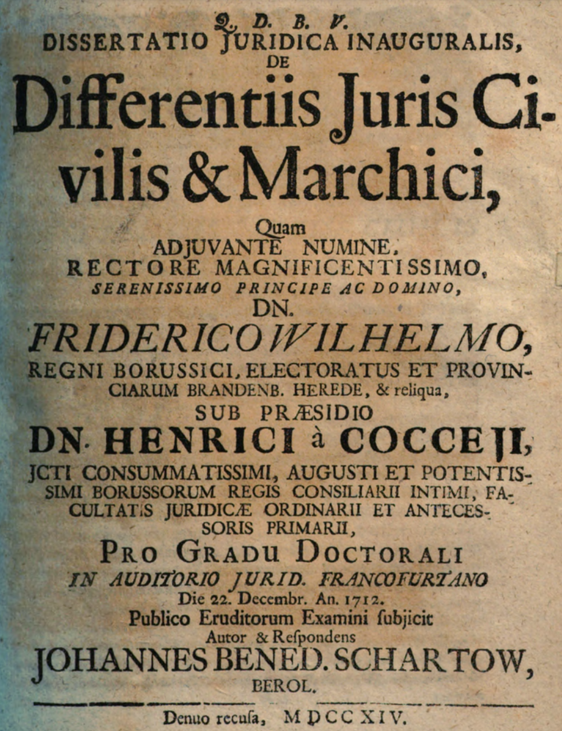 Q. D. B. V.
DISSERTATIO JURIDICA INAUGURALIS,
DE
Differentiis Juris Ci-
vilis & Marchici,
Quam
ADJUVANTE NUMINE,
RECTORE MAGNIFICENTISSIMO,
SERENISSIMO PRINCIPE AC DOMINO,
DN.
FRIDERICO WILHELMO,
REGNI BORUSSICI, ELECTORATUS ET PROVIN-
CIARUM BRANDENB. HEREDE, & reliqua,
SUB PRÆSIDIO
DN. HENRICI à COCCEJI,
JCTI CONSUMMATISSIMI, AUGUSTI ET POTENTIS-
SIMI BORUSSORUM REGIS CONSILIARII INTIMI, FA-
CULTATIS JURIDICÆ ORDINARII ET ANTECES-
SORIS PRIMARII,
PRO GRADU DOCTORALI
IN AUDITORIO JURID. FRANCOFURTANO
Die 22. Decembr. An. 1712.
Publico Eruditorum Examini ſubjicit
Autor & Reſpondens
JOHANNES BENED. SCHARTOW,
BEROL.
Denuo recuſa, MDCCXIV.